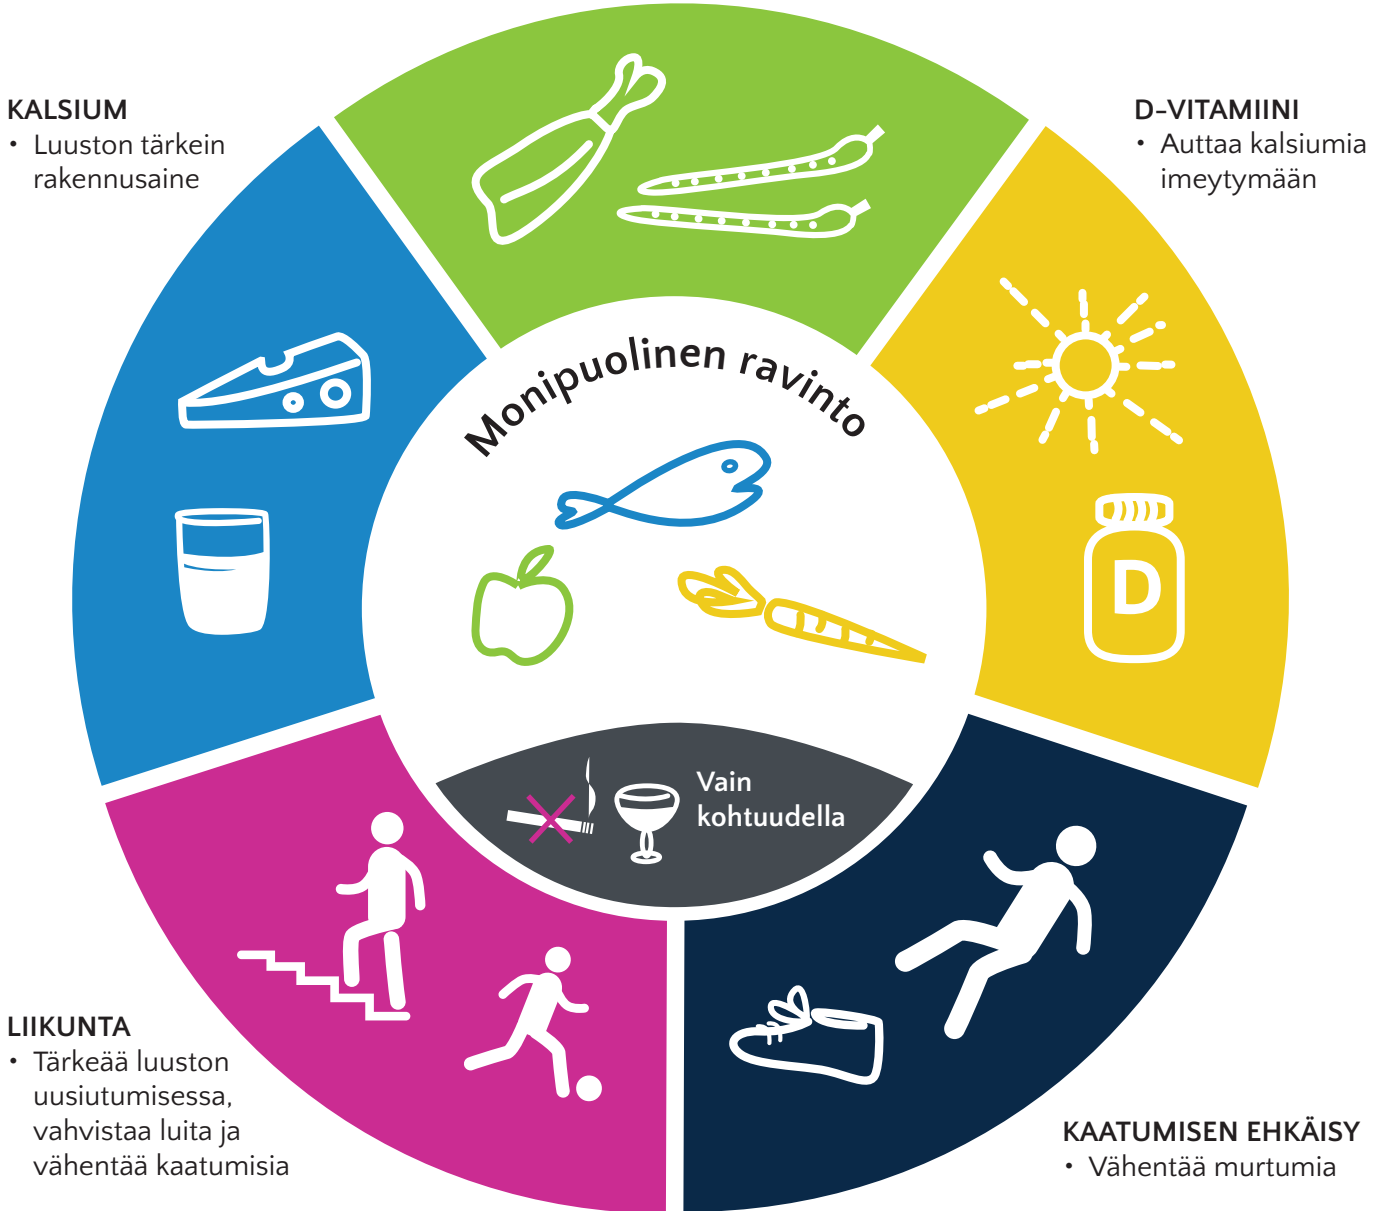 KALSIUM
• Luuston tärkein
rakennusaine
D-VITAMIINI
• Auttaa kalsiumia
imeytymään
Monipuolinen ravinto
D
Vain
kohtuudella
LIIKUNTA
• Tärkeää luuston
uusiutumisessa,
vahvistaa luita ja
vähentää kaatumisia
KAATUMISEN EHKÄISY
• Vähentää murtumia